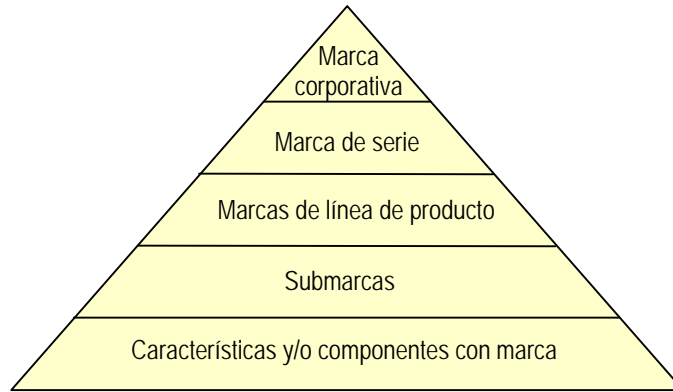 Marca
corporativa
Marca de serie
Marcas de línea de producto
Submarcas
Características y/o componentes con marca